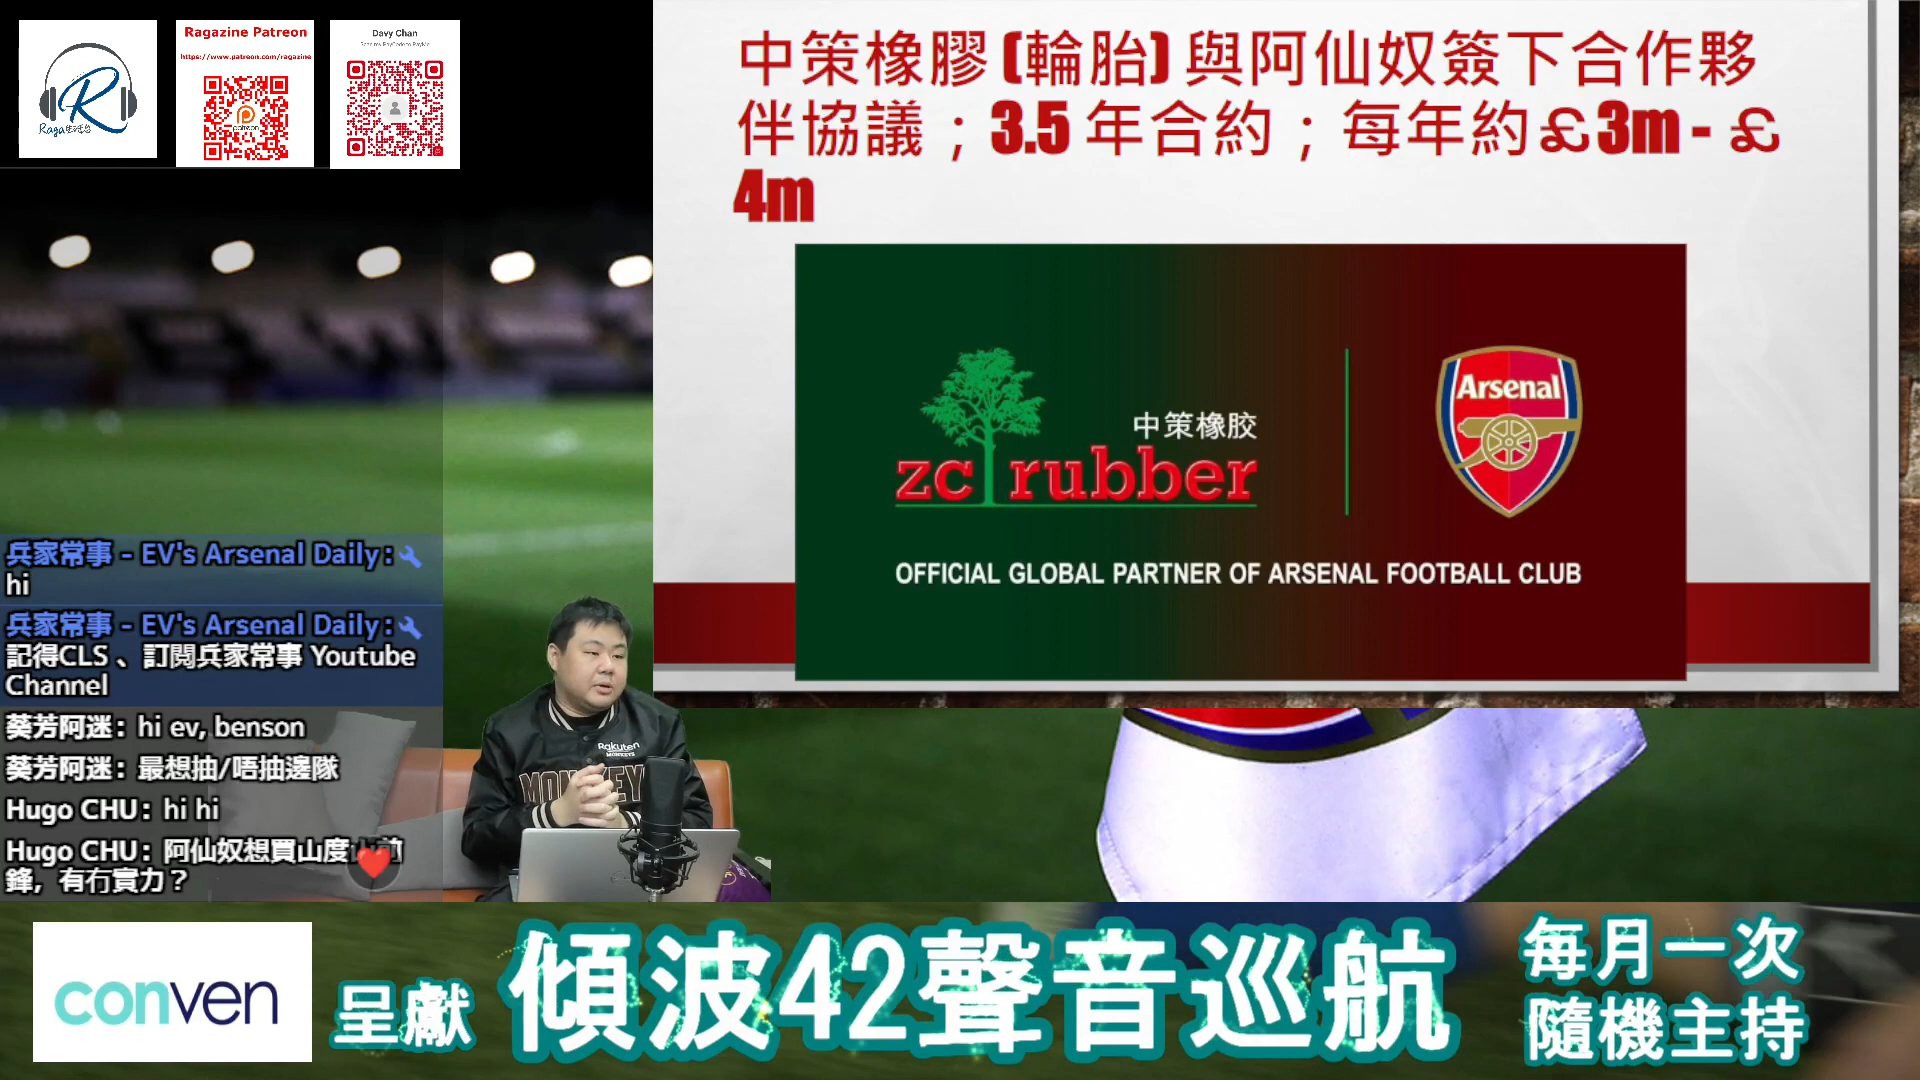 R
Raga
Ragazine Patreon
https://www.patreon.com/ragazine
patreon
Davy Chan
中策橡膠 (輪胎) 與阿仙奴簽下合作夥
伴協議；3.5 年合約；每年約￡3m - ￡
4m
中策橡胶
zc rubber
Arsenal
OFFICIAL GLOBAL PARTNER OF ARSENAL FOOTBALL CLUB
兵家常事 - EV's Arsenal Daily:
hi
兵家常事 - EV's Arsenal Daily:
記得CLS 、訂閱兵家常事 Youtube
Channel
葵芳阿迷: hi ev, benson
葵芳阿迷: 最想抽/唔抽邊隊
Hugo CHU: hi hi
Hugo CHU: 阿仙奴想買山度山前
鋒，有冇實力？
Rakuten
MONKEYS
MONKEY
conven
呈獻
傾波42聲音巡航
每月一次
隨機主持